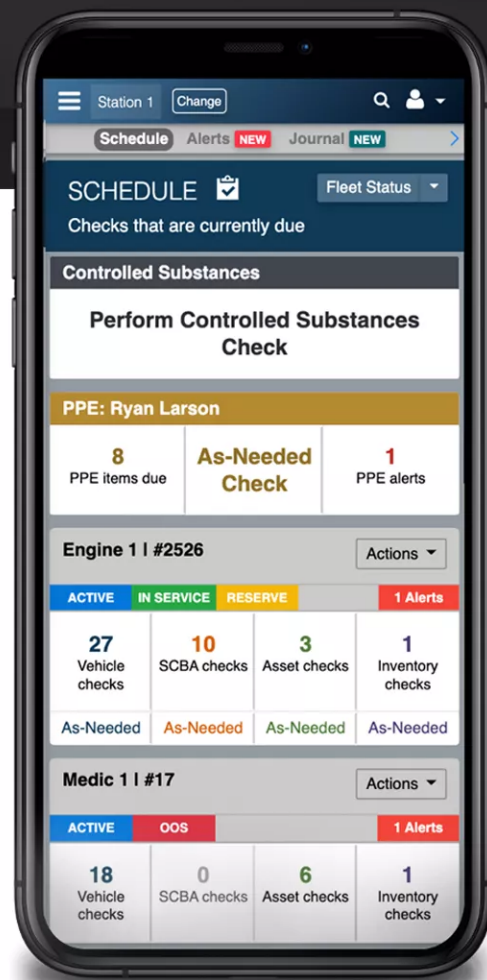 Station 1 Change
Schedule Alerts NEW Journal NEW
SCHEDULE Fleet Status
Checks that are currently due
Controlled Substances
Perform Controlled Substances
Check
PPE: Ryan Larson
8 As-Needed 1
PPE items due Check PPE alerts
Engine 1 | #2526 Actions
ACTIVE IN SERVICE RESERVE 1 Alerts
27 10 3 1
Vehicle SCBA checks Asset checks Inventory
checks checks
As-Needed As-Needed As-Needed As-Needed
Medic 1 | #17 Actions
ACTIVE OOS 1 Alerts
18 0 6 1
Vehicle SCBA checks Asset checks Inventory
checks checks